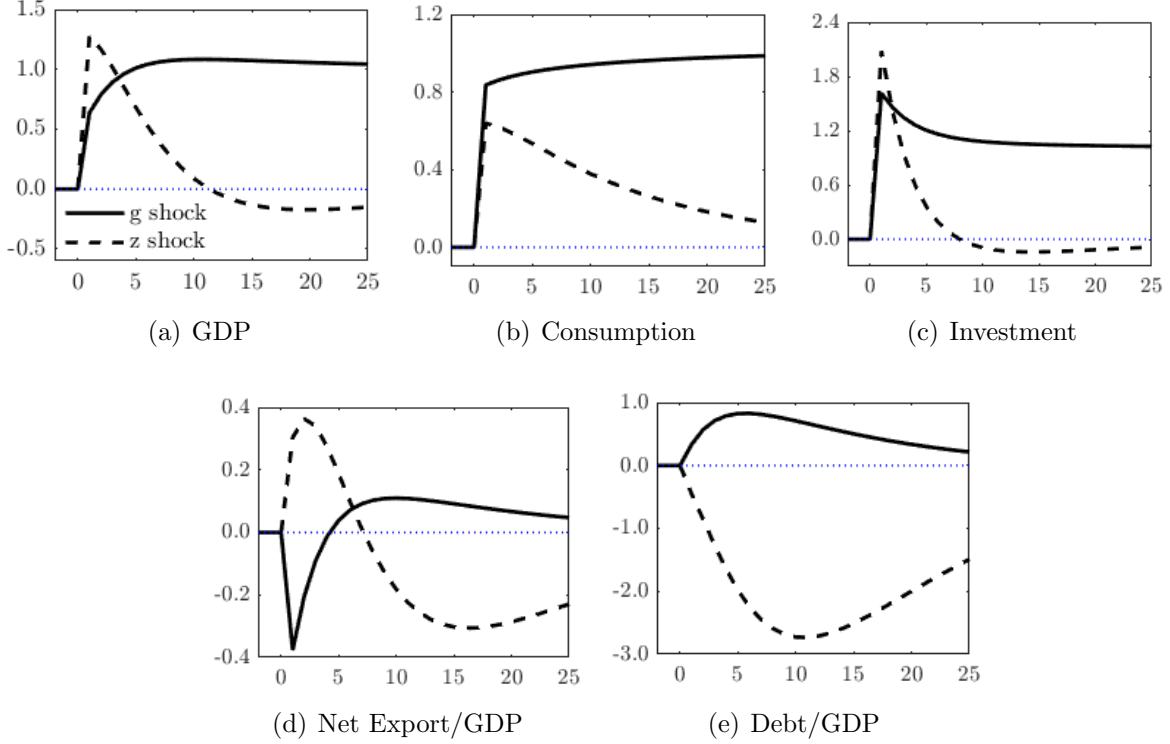 1.5
1.0
0.5
0.0
-0.5
g shock
z shock
0 5 10 15 20 25
(a) GDP
1.2
0.8
0.4
0.0
0 5 10 15 20 25
(b) Consumption
2.4
1.8
1.2
0.6
0.0
0 5 10 15 20 25
(c) Investment
0.4
0.2
0.0
-0.2
-0.4
0 5 10 15 20 25
(d) Net Export/GDP
1.0
0.0
-1.0
-2.0
-3.0
0 5 10 15 20 25
(e) Debt/GDP